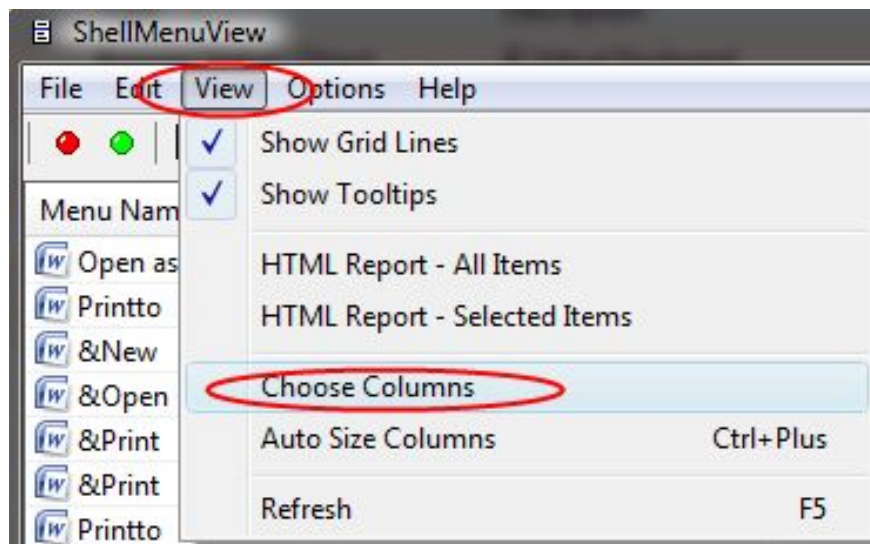 ShellMenuView
File Edit View Options Help
Show Grid Lines
Show Tooltips
Menu Nam
HTML Report - All Items
Open as
Printto
HTML Report - Selected Items
&New
Choose Columns
&Open
Auto Size Columns Ctrl+Plus
&Print
&Print
Refresh F5
Printto